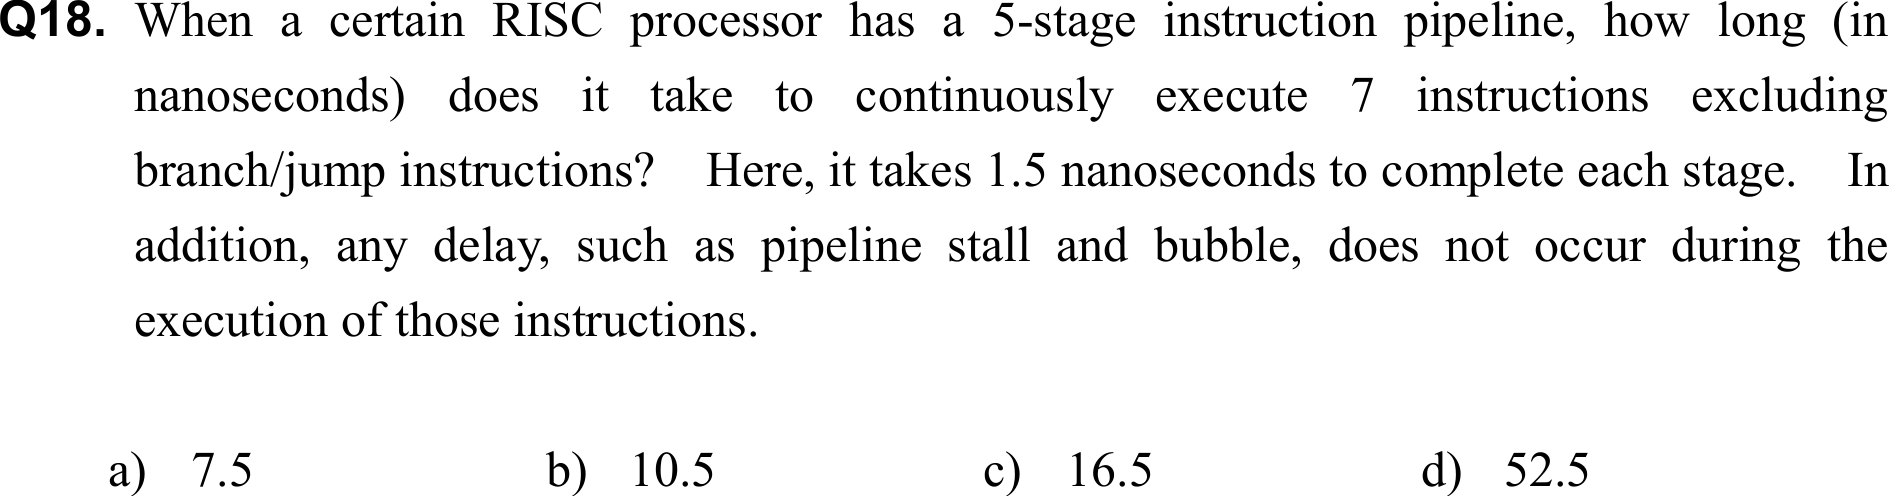 Q18. When a certain RISC processor has a 5-stage instruction pipeline, how long (in
nanoseconds) does it take to continuously execute 7 instructions excluding
branch/jump instructions? Here, it takes 1.5 nanoseconds to complete each stage. In
addition, any delay, such as pipeline stall and bubble, does not occur during the
execution of those instructions.
a) 7.5 b) 10.5 c) 16.5 d) 52.5